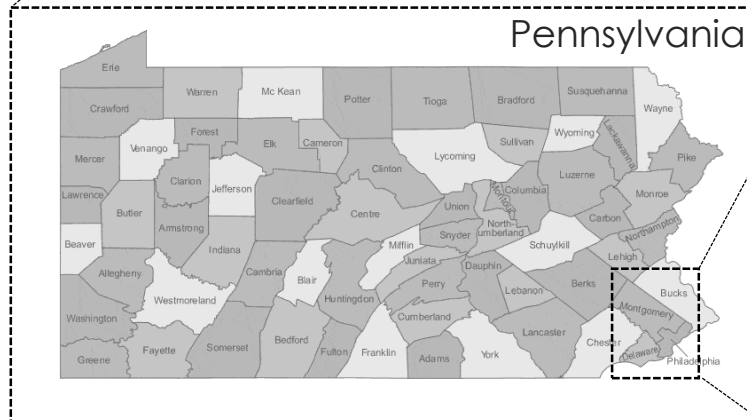 Pennsylvania
Erie
Crawford
Warren
Mc Kean
Potter
Tioga
Bradford
Susquehanna
Wayne
Venango
Forest
Elk
Cameron
Clinton
Lycoming
Sullivan
Wyoming
Lackawanna
Pike
Mercer
Clarion
Jefferson
Clearfield
Centre
Union
Montour
Columbia
Luzerne
Monroe
Lawrence
Butler
Armstrong
Indiana
Snyder
North-
umberland
Carbon
Northampton
Beaver
Allegheny
Cambria
Blair
Mifflin
Juniata
Schuylkill
Lehigh
Westmoreland
Huntingdon
Perry
Dauphin
Lebanon
Berks
Bucks
Washington
Montgomery
Greene
Fayette
Somerset
Bedford
Fulton
Franklin
Cumberland
Adams
York
Lancaster
Chester
Delaware
Philadelphia